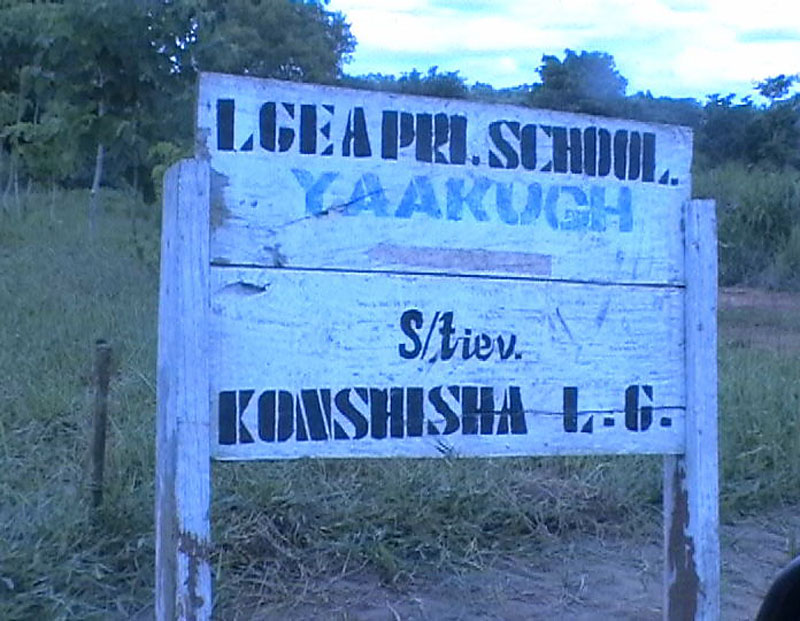 LGEA PRI. SCHOOL.
YAAKUGH
S/tiev.
KONSHISHA L.G.